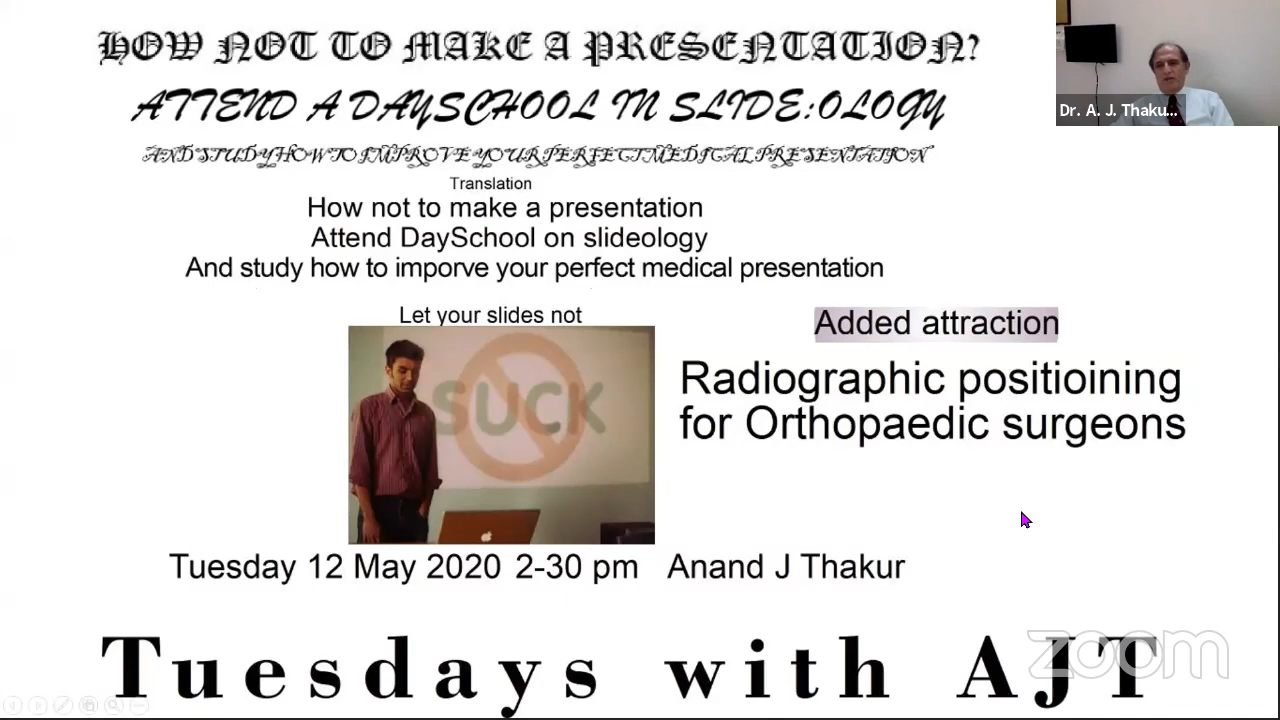 HOW NOT TO MAKE A PRESENTATION?
ATTEND A DAYSCHOOL IN SLIDE:OLOGY
AND STUDY HOW TO IMPROVE YOUR PERFECT MEDICAL PRESENTATION
Translation
How not to make a presentation
Attend DaySchool on slideology
And study how to imporve your perfect medical presentation
Let your slides not
SUCK
Added attraction
Radiographic positioining
for Orthopaedic surgeons
Tuesday 12 May 2020 2-30 pm Anand J Thakur
Tuesdays with AJT
Dr. A. J. Thaku...
zoom